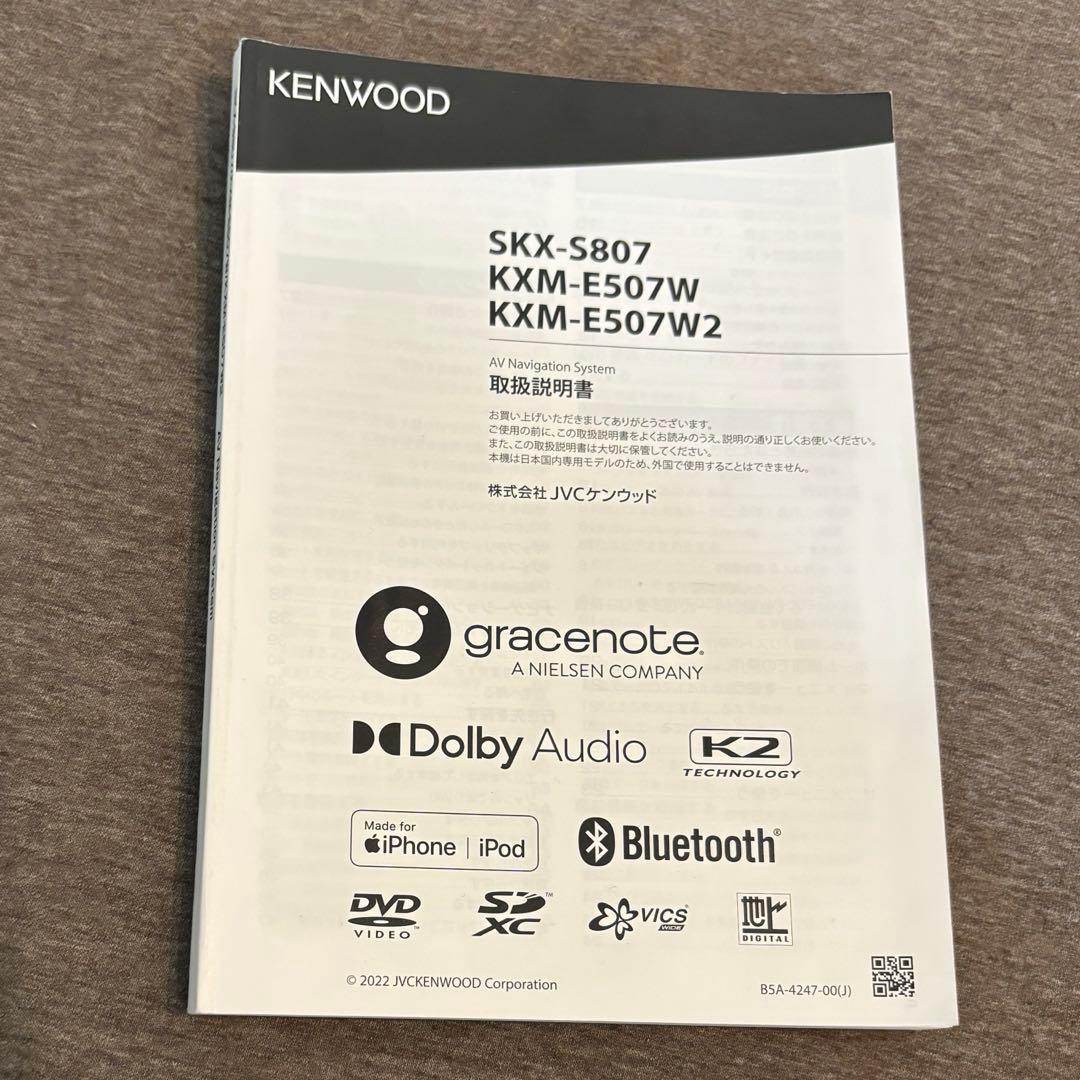 KENWOOD
SKX-S807
KXM-E507W
KXM-E507W2
AV Navigation System
取扱説明書
お買い上げいただきましてありがとうございます。
ご使用の前に、この取扱説明書をよくお読みのうえ、説明の通り正しくお使いください。
また、この取扱説明書は大切に保管してください。
本機は日本国内専用モデルのため、外国で使用することはできません。
株式会社 JVCケンウッド
gracenote®
A NIELSEN COMPANY
Dolby Audio
K2
TECHNOLOGY
Made for
iPhone | iPod
Bluetooth®
DVD
VIDEO™
SD™
XC
VICS®
WIDE
地上
DIGITAL
© 2022 JVCKENWOOD Corporation
B5A-4247-00(J)
AV Navigation System